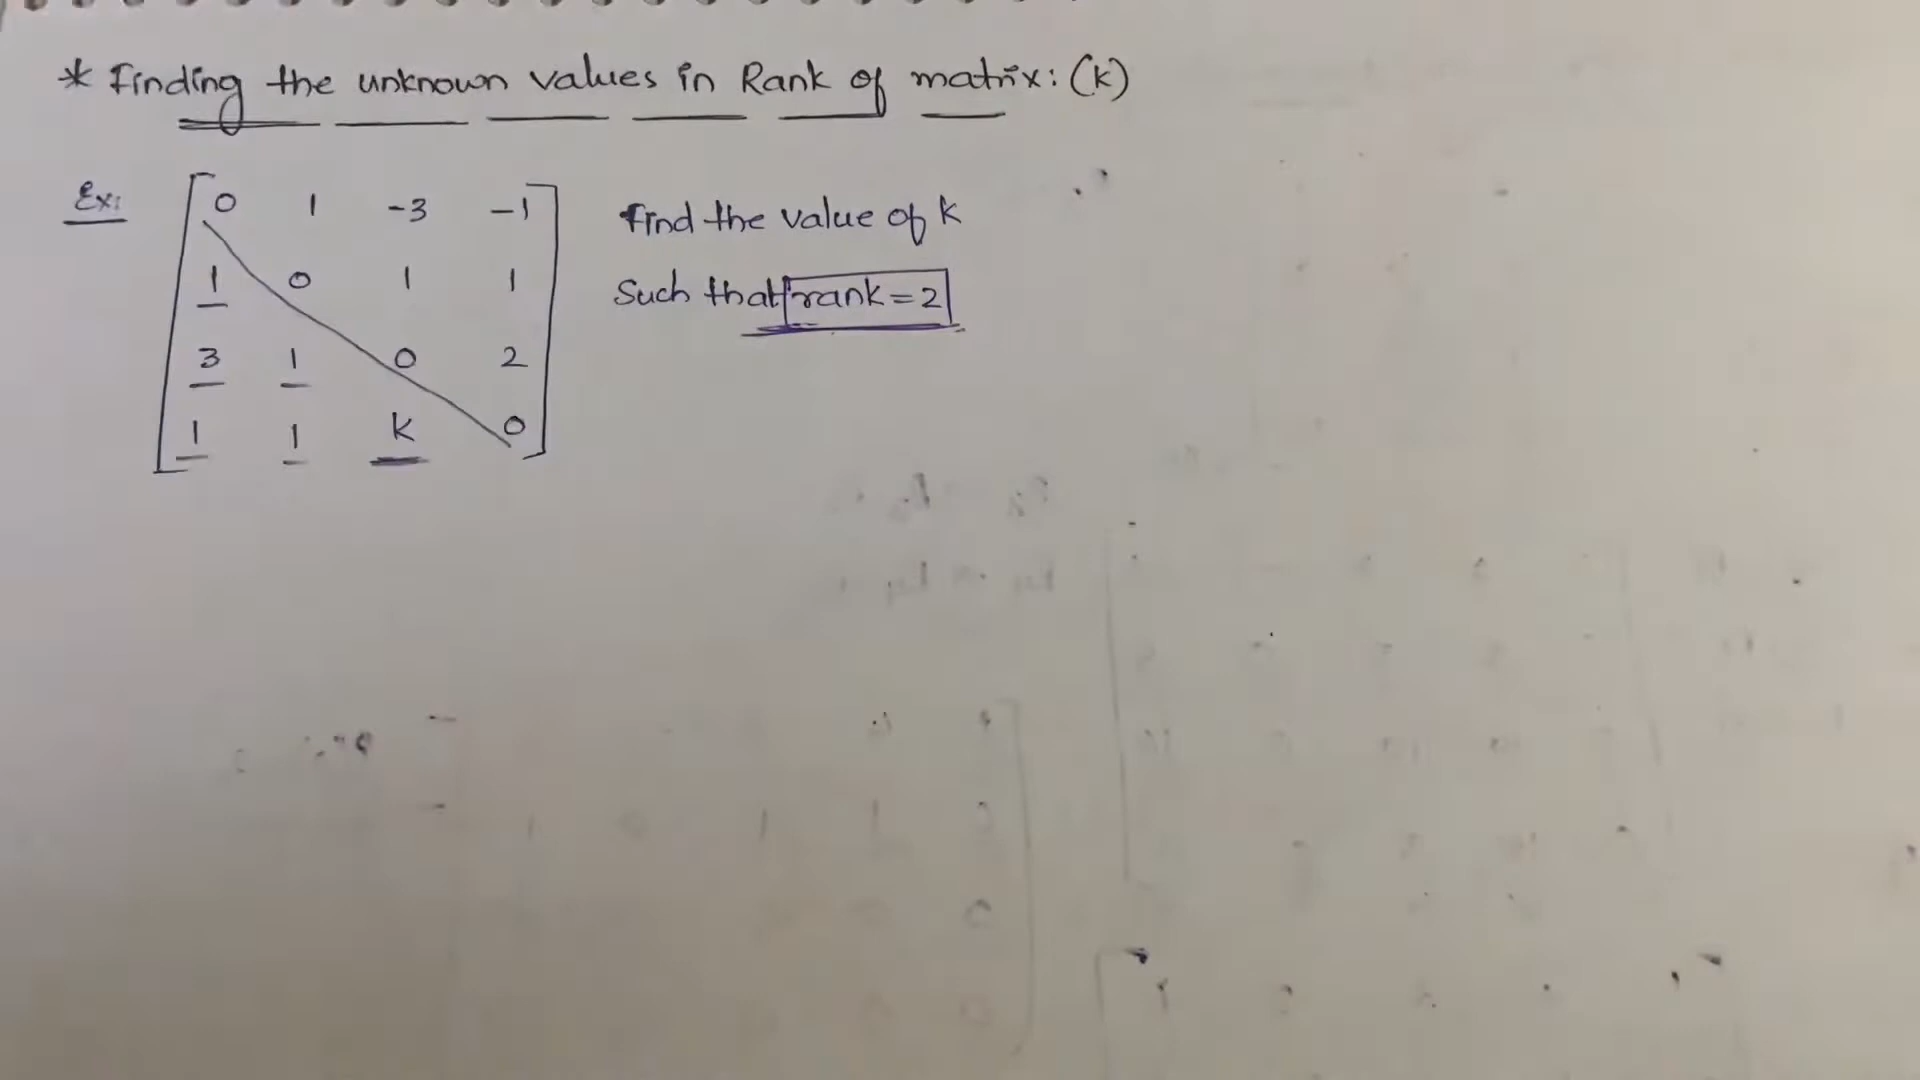 * Finding the unknown values in Rank of matrix: (k)
Ex: 0 1 -3 -1 Find the value of k
1 0 1 1 Such that rank = 2
3 1 0 2
1 1 k 0